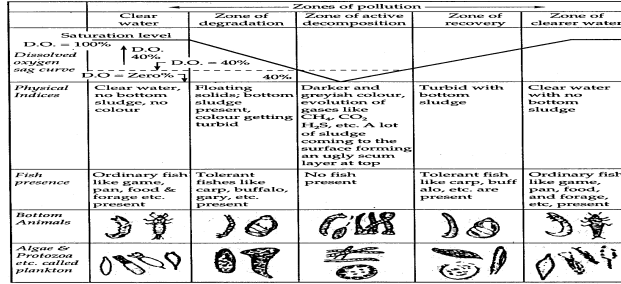 Zones of pollution
Clear water
Zone of degradation
Zone of active decomposition
Zone of recovery
Zone of clearer water
Saturation level
D.O. = 100%
D.O. 40%
Dissolved oxygen sag curve
D.O. = 40%
D.O = Zero%
40%
Physical Indices
Clear water,
no bottom
sludge, no
colour
Floating
solids; bottom
sludge
present,
colour getting
turbid
Darker and
greyish colour,
evolution of
gases like
CH₄, CO₂
H₂S, etc. A lot
of sludge
coming to the
surface forming
an ugly scum
layer at top
Turbid with
bottom
sludge
Clear water
with no
bottom
sludge
Fish
presence
Ordinary fish
like game,
pan, food &
forage etc.
present
Tolerant
fishes like
carp, buffalo,
gary, etc.
present
No fish
present
Tolerant fish
like carp, buff
alo, etc. are
present
Ordinary fish
like game,
pan, food,
and forage,
etc, present
Bottom
Animals
Algae &
Protozoa
etc. called
plankton